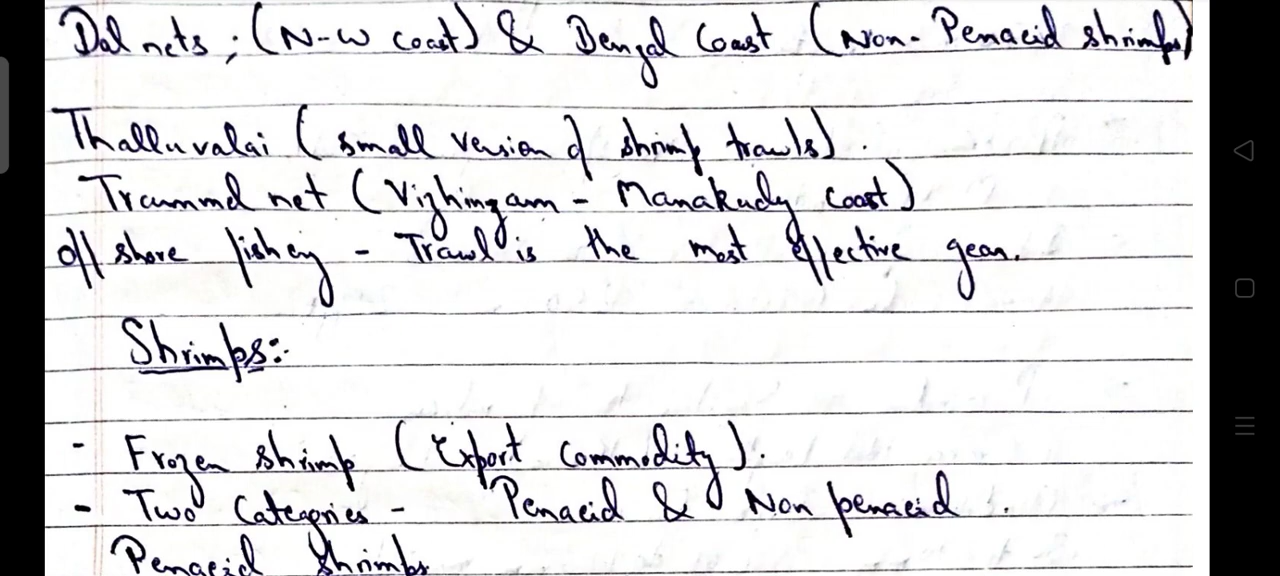 Dol nets ; (N-W coast) & Bengal Coast (Non-Penaeid shrimps)
Thalluvalai (small version of shrimp trawls).
Trammel net (Vizhingam - Manakudy coast)
off shore fishery - Trawl is the most effective gear.
Shrimps:-
- Frozen shrimp (Export commodity).
- Two Categories - Penaeid & Non penaeid .
Penaeid Shrimps